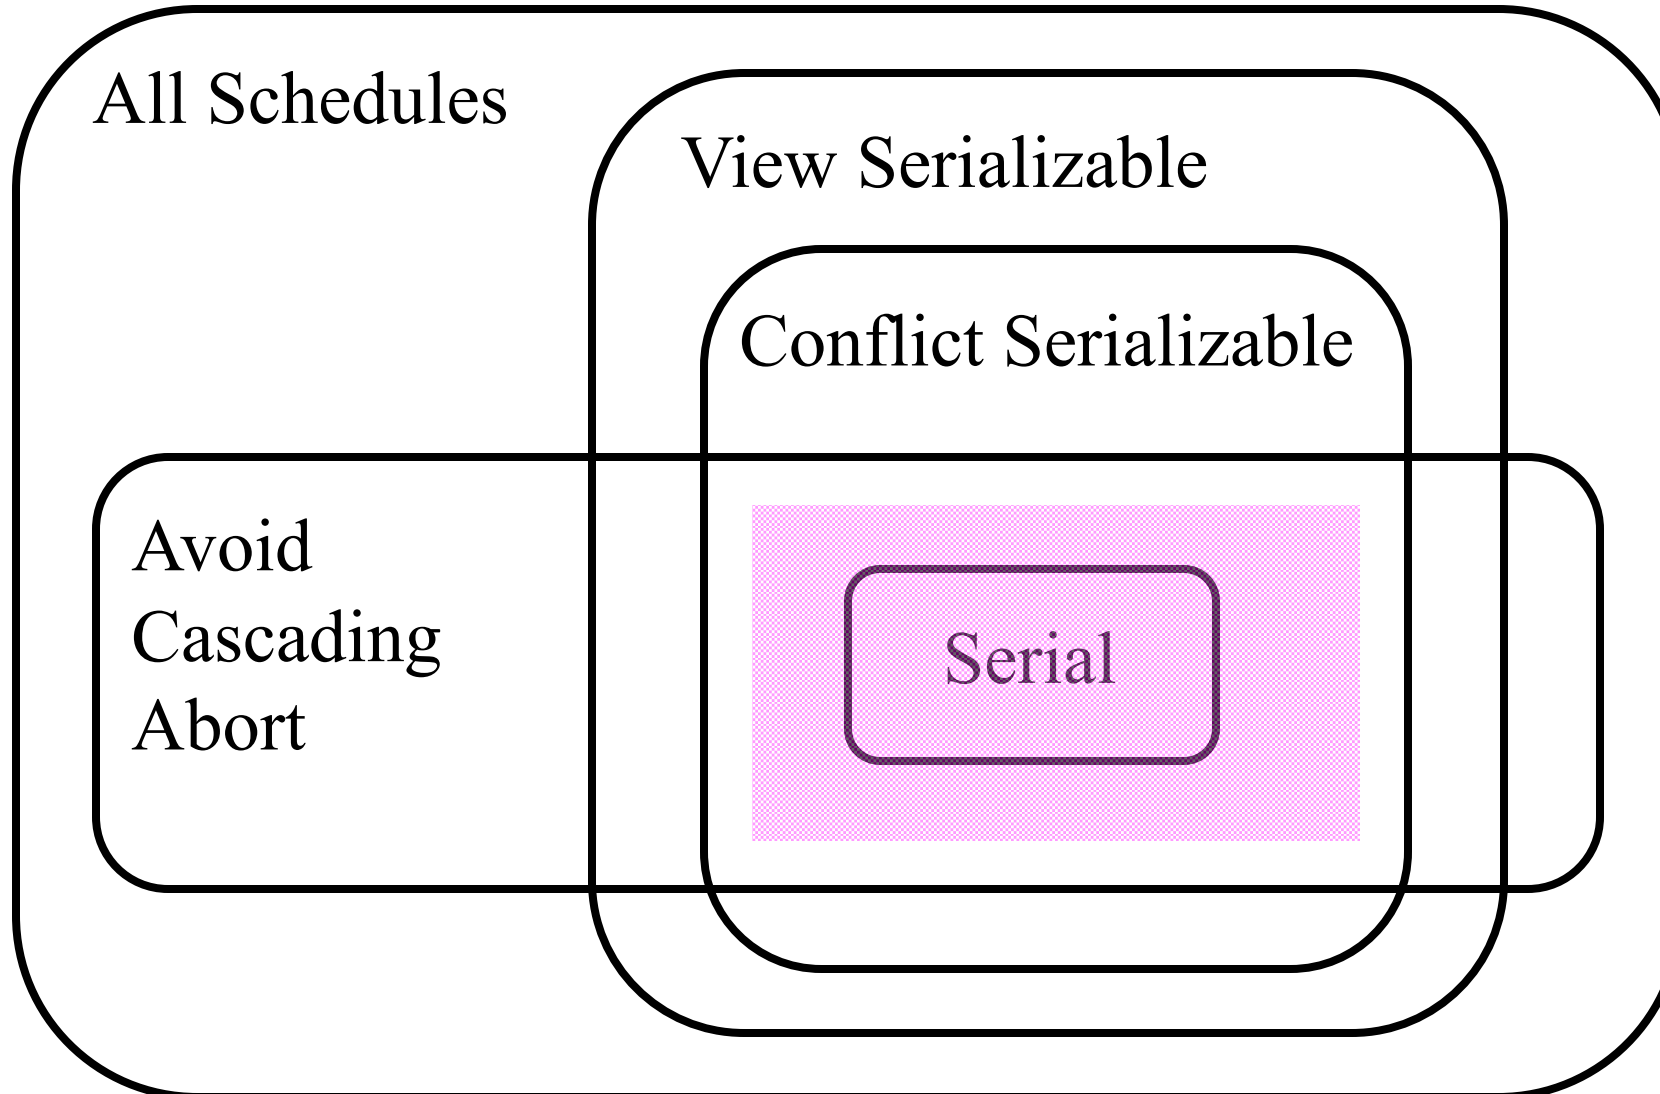 All Schedules
View Serializable
Conflict Serializable
Avoid
Cascading
Abort
Serial